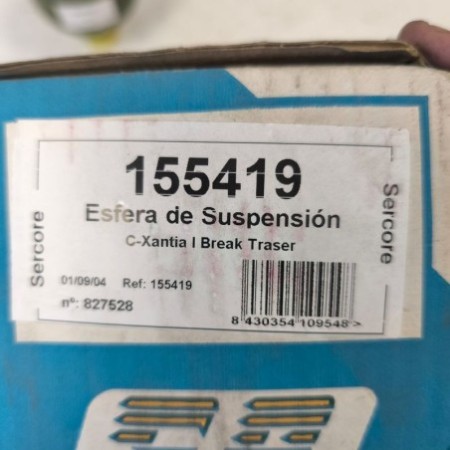 155419
Esfera de Suspensión
C-Xantia I Break Traser
Sercore
Sercore
01/09/04 Ref: 155419
nº: 827528
8 430354 109548 >